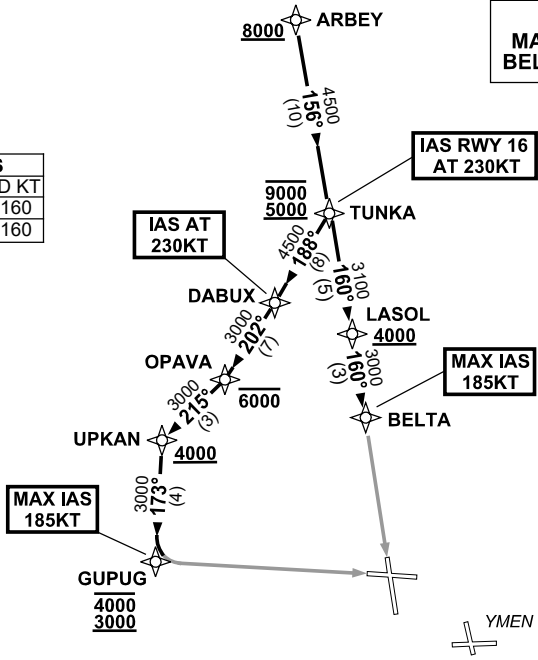 ARBEY
8000
MA
BEL
4500
156°
(10)
IAS RWY 16
AT 230KT
S
D KT
160
160
9000
5000
TUNKA
IAS AT
230KT
4500
188°
(8)
3100
160°
(5)
DABUX
LASOL
4000
3000
202°
(7)
3000
160°
(3)
OPAVA
6000
MAX IAS
185KT
3000
215°
(3)
BELTA
UPKAN
4000
3000
173°
(4)
MAX IAS
185KT
GUPUG
4000
3000
YMEN